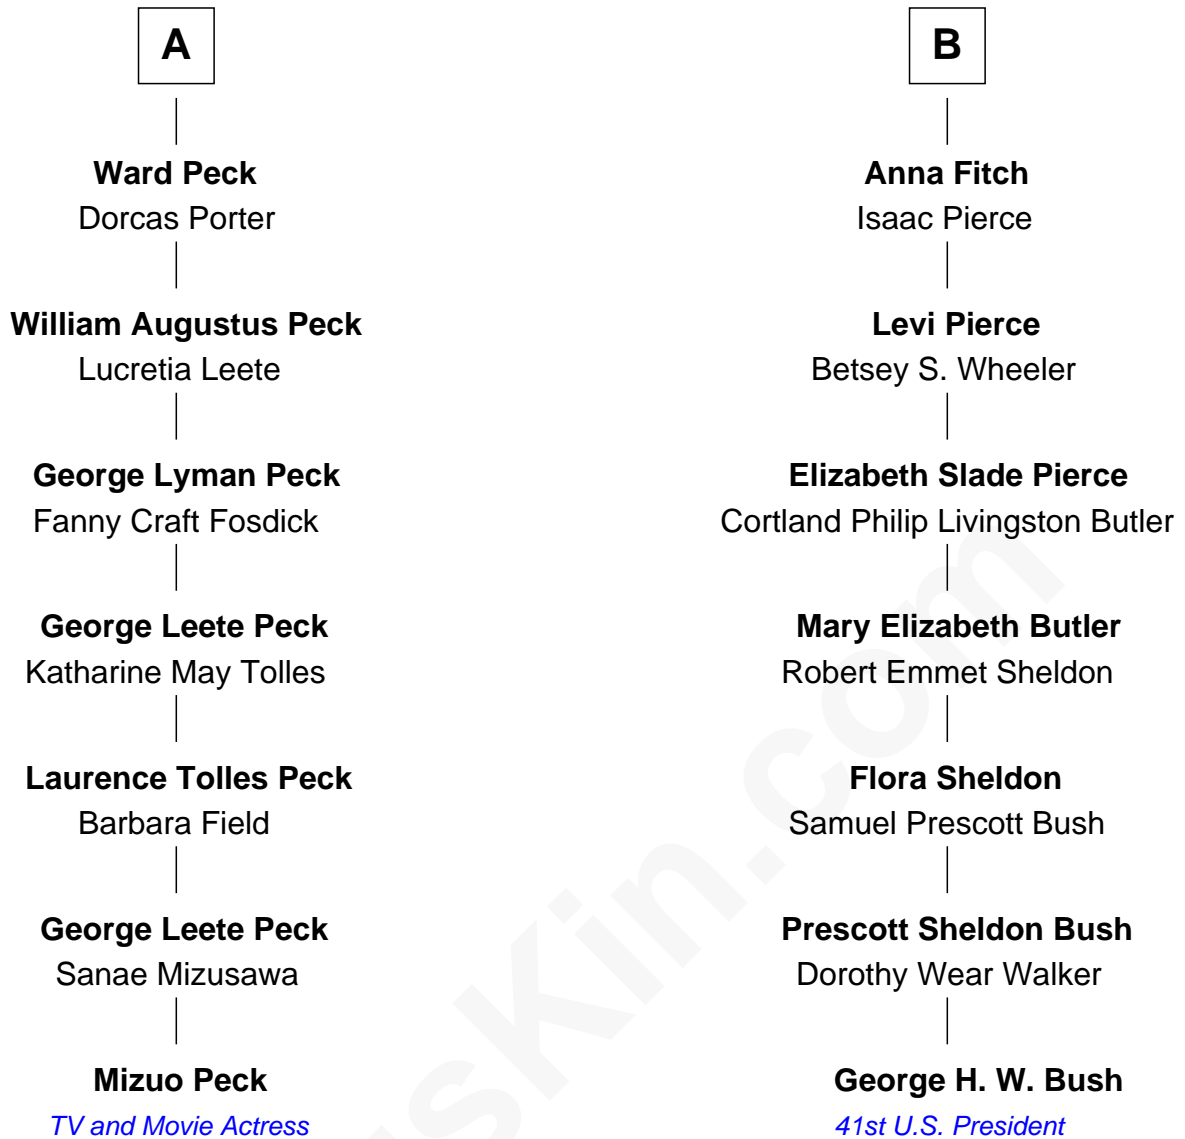 A
B
Ward Peck
Dorcas Porter
Anna Fitch
Isaac Pierce
William Augustus Peck
Lucretia Leete
Levi Pierce
Betsey S. Wheeler
George Lyman Peck
Fanny Craft Fosdick
Elizabeth Slade Pierce
Cortland Philip Livingston Butler
George Leete Peck
Katharine May Tolles
Mary Elizabeth Butler
Robert Emmet Sheldon
Laurence Tolles Peck
Barbara Field
Flora Sheldon
Samuel Prescott Bush
George Leete Peck
Sanae Mizusawa
Prescott Sheldon Bush
Dorothy Wear Walker
Mizuo Peck
TV and Movie Actress
George H. W. Bush
41st U.S. President
sKin.com